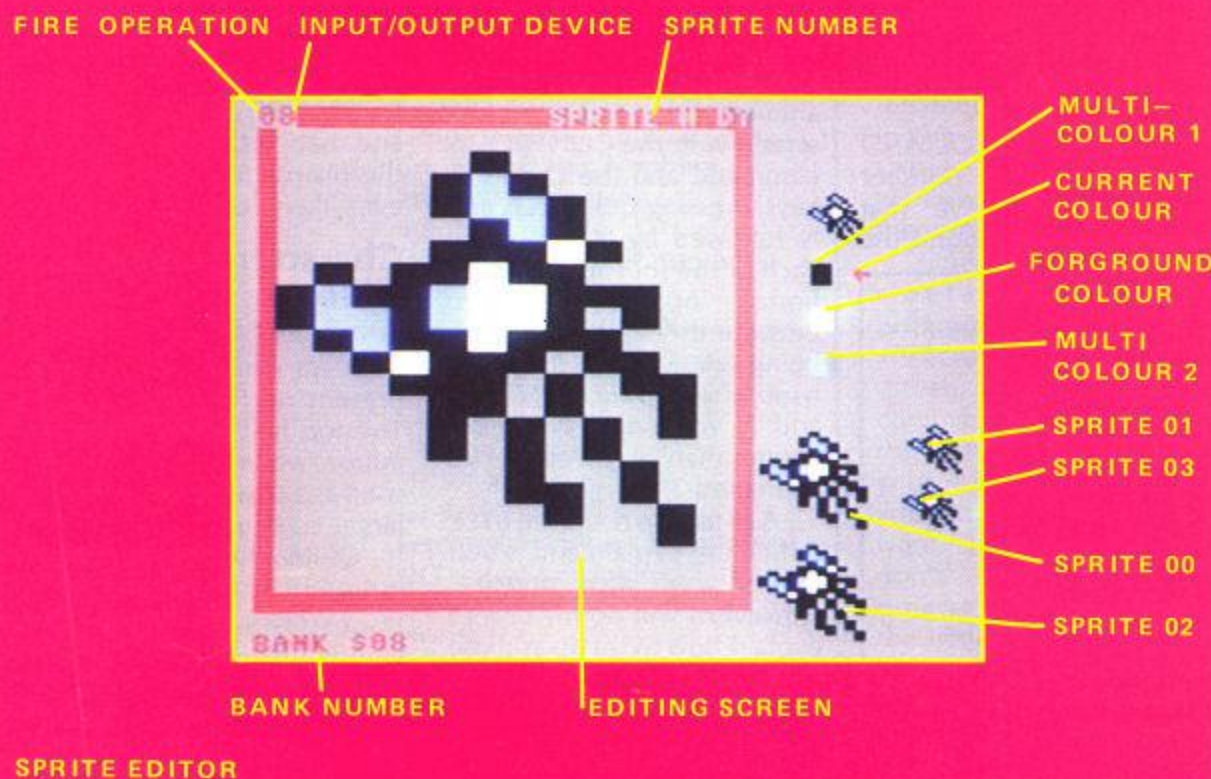 FIRE OPERATION INPUT/OUTPUT DEVICE SPRITE NUMBER
08 SPRITE
MULTI–
COLOUR 1
CURRENT
COLOUR
FORGROUND
COLOUR
MULTI
COLOUR 2
SPRITE 01
SPRITE 03
SPRITE 00
SPRITE 02
BANK $08
BANK NUMBER EDITING SCREEN
SPRITE EDITOR